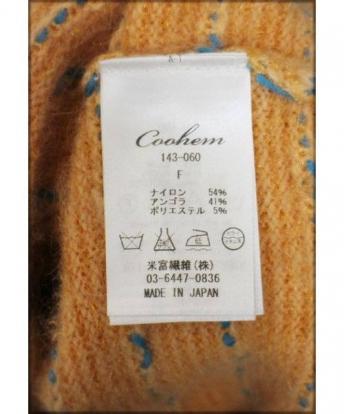 Coohem
143-060
F
ナイロン 54%
アンゴラ 41%
ポリエステル 5%
米富繊維(株)
03-6447-0836
MADE IN JAPAN